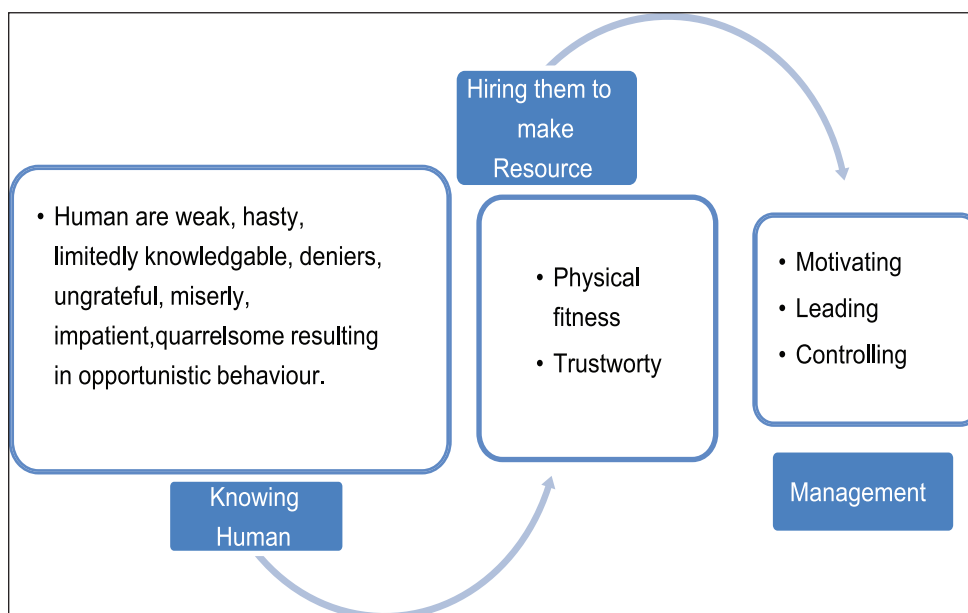 Hiring them to
make
Resource
• Human are weak, hasty,
limitedly knowledgable, deniers,
ungrateful, miserly,
impatient,quarrelsome resulting
in opportunistic behaviour.
Knowing
Human
• Physical
fitness
• Trustworty
• Motivating
• Leading
• Controlling
Management